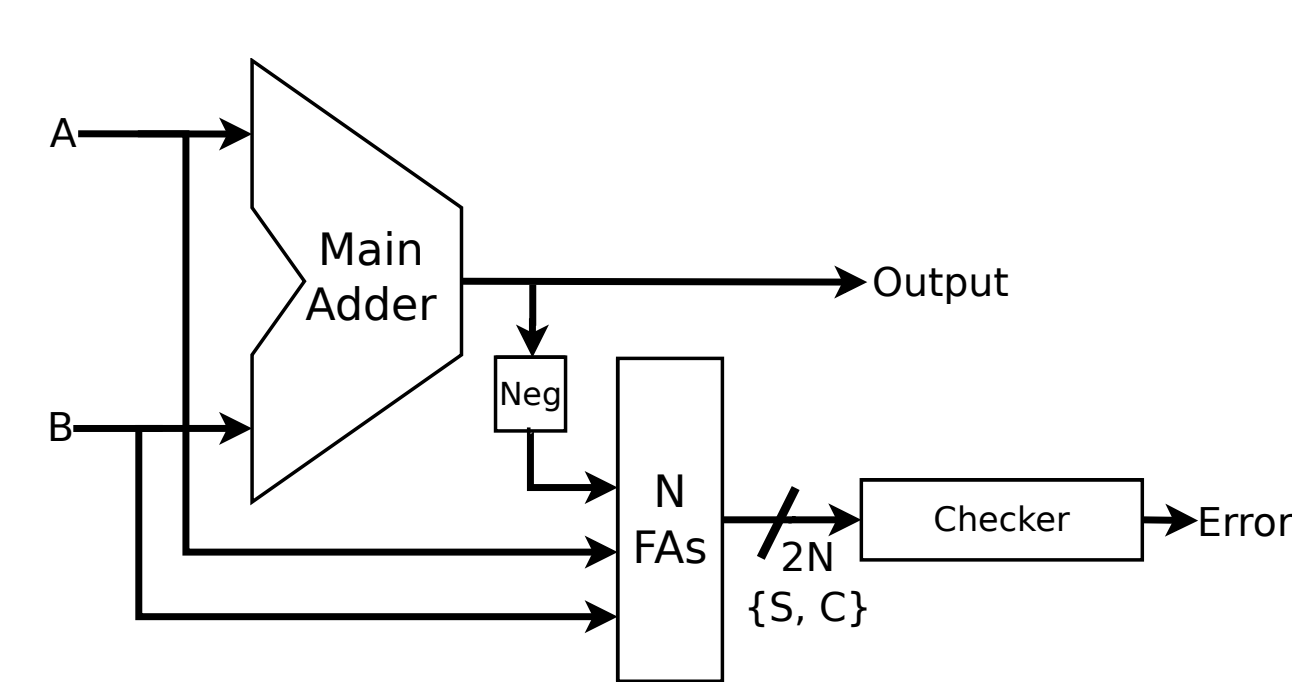 A
Main
Adder
Output
Neg
B
N
FAs
Checker
Error
2N
{S, C}